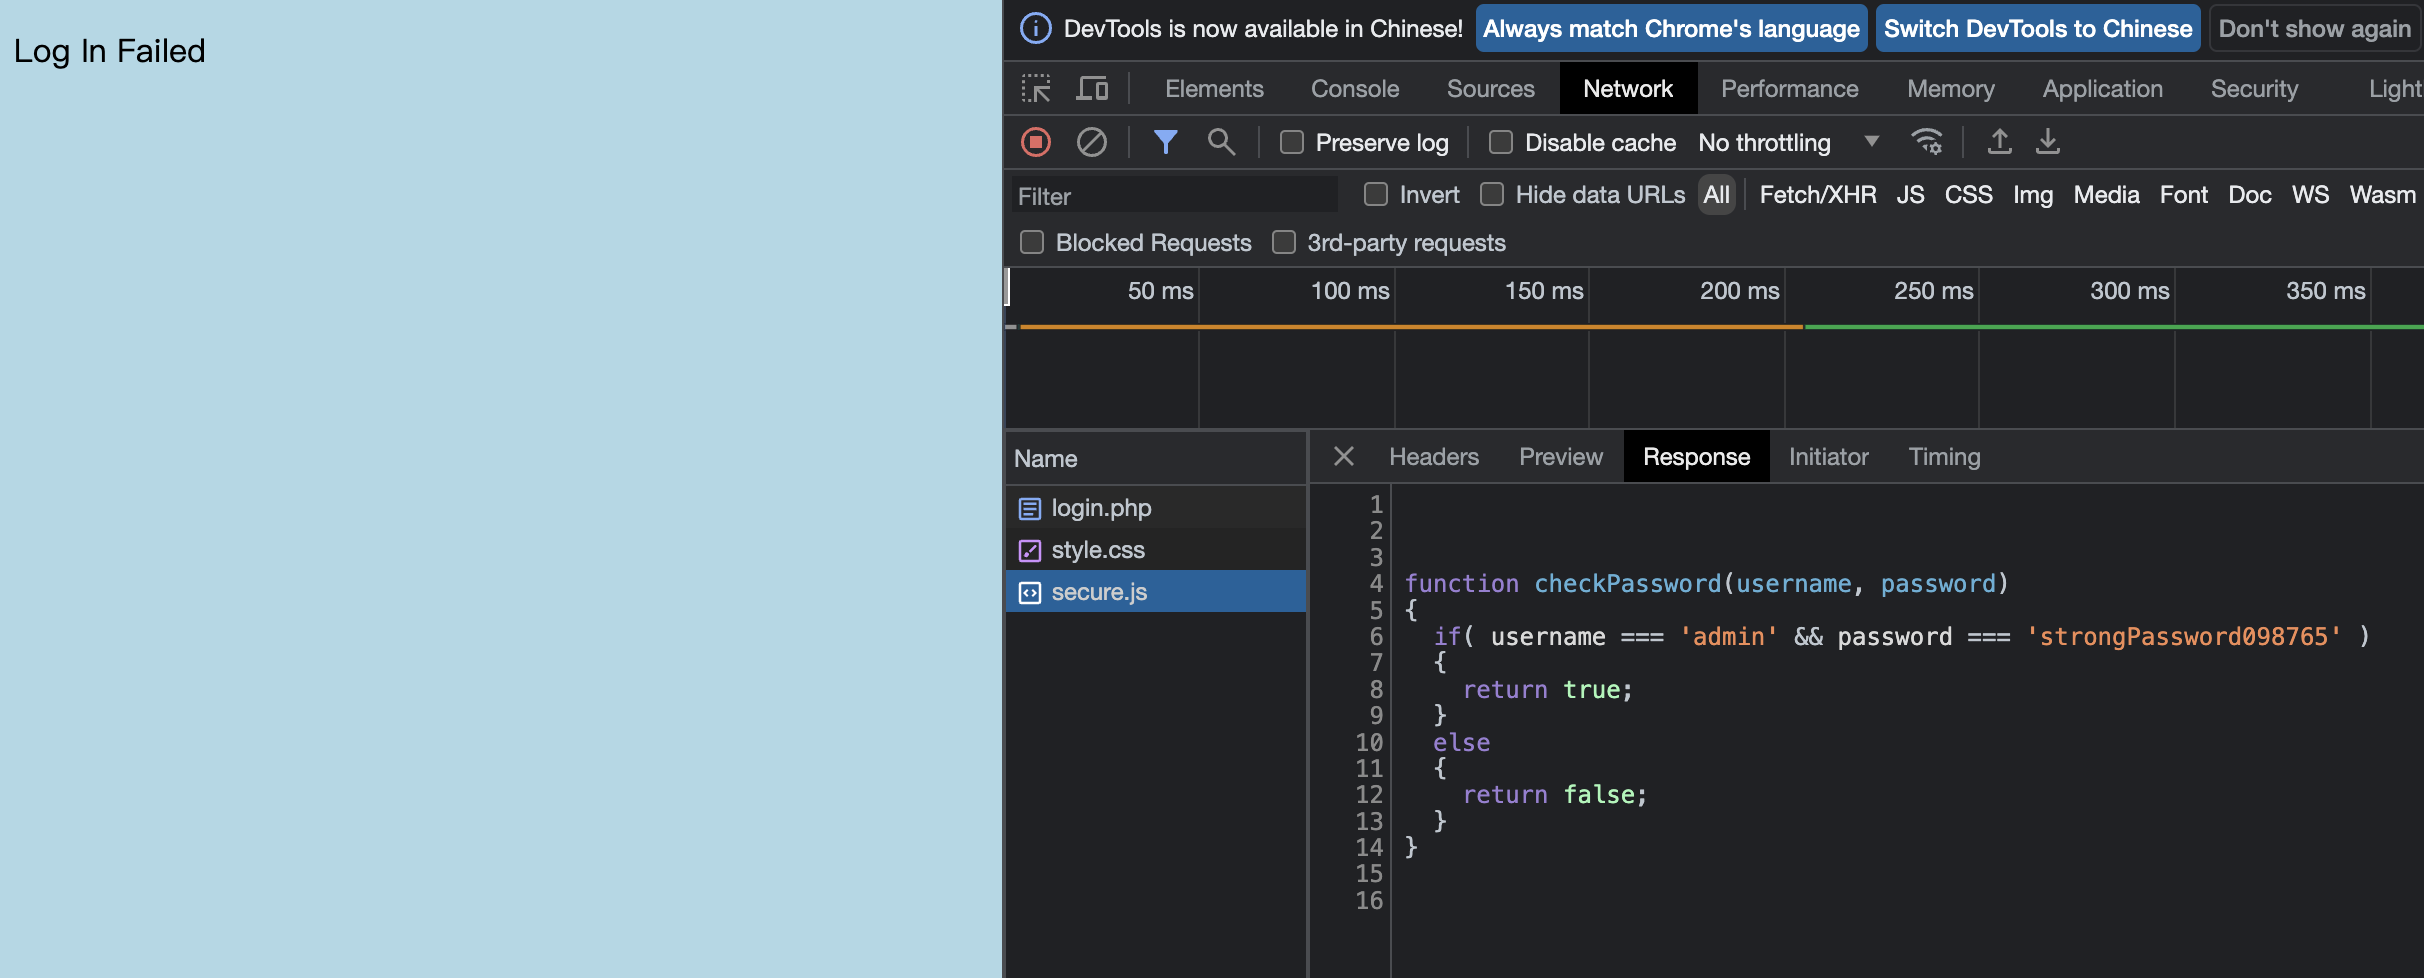 Log In Failed
DevTools is now available in Chinese! Always match Chrome's language Switch DevTools to Chinese Don't show again
Elements Console Sources Network Performance Memory Application Security Light
Preserve log Disable cache No throttling
Filter Invert Hide data URLs All Fetch/XHR JS CSS Img Media Font Doc WS Wasm
Blocked Requests 3rd-party requests
50 ms 100 ms 150 ms 200 ms 250 ms 300 ms 350 ms
Name
login.php
style.css
secure.js
Headers Preview Response Initiator Timing
1
2
3
4 function checkPassword(username, password)
5 {
6 if( username === 'admin' && password === 'strongPassword098765' )
7 {
8 return true;
9 }
10 else
11 {
12 return false;
13 }
14 }
15
16